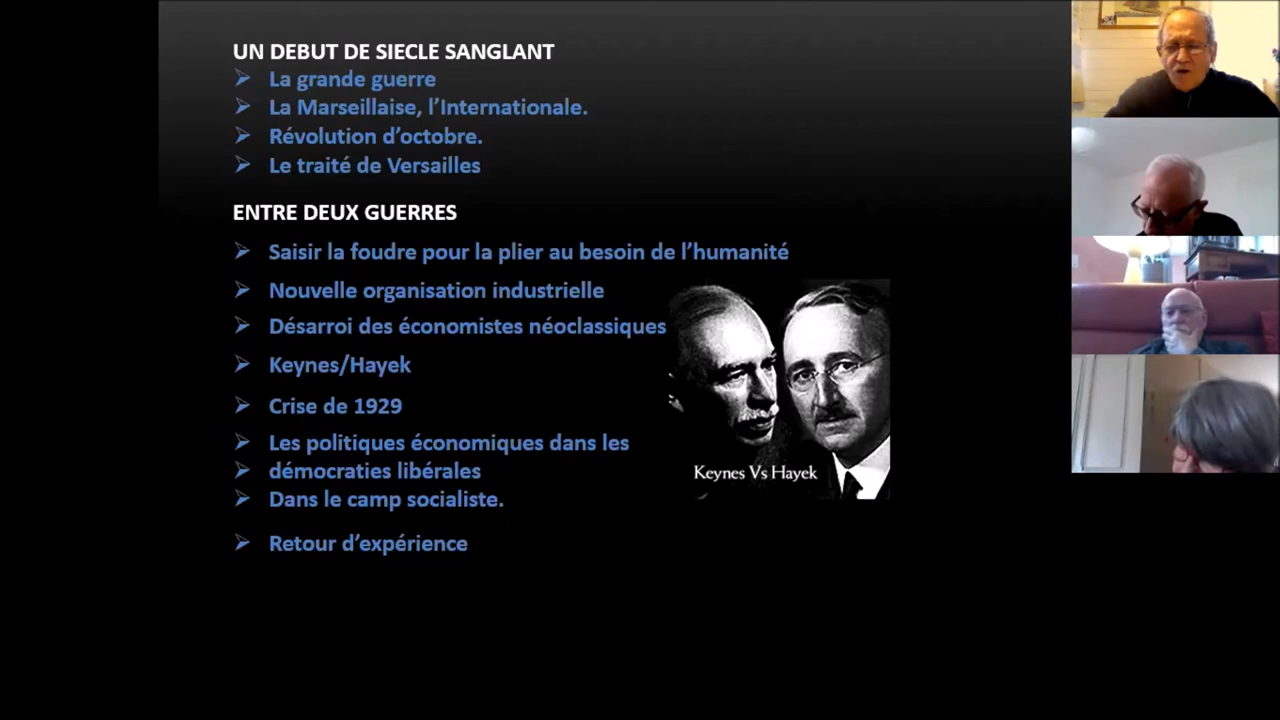 UN DEBUT DE SIECLE SANGLANT
La grande guerre
La Marseillaise, l’Internationale.
Révolution d’octobre.
Le traité de Versailles
ENTRE DEUX GUERRES
Saisir la foudre pour la plier au besoin de l’humanité
Nouvelle organisation industrielle
Désarroi des économistes néoclassiques
Keynes/Hayek
Crise de 1929
Les politiques économiques dans les
démocraties libérales
Dans le camp socialiste.
Retour d’expérience
Keynes Vs Hayek